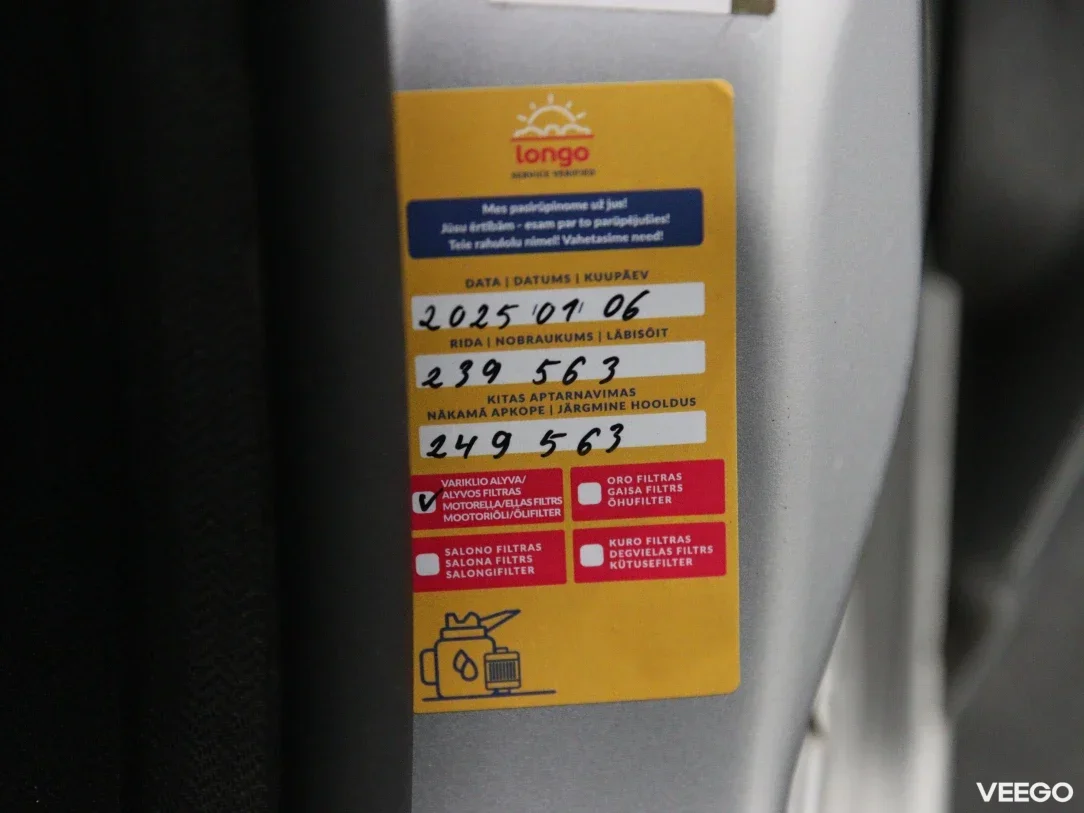 longo
SERVICE VERIFIED
Mes pasirūpinome už jus!
Jūsu ērtībām - esam par to parūpējušies!
Teie rahulolu nimel! Vahetasime need!
DATA | DATUMS | KUUPÄEV
2025 01 06
RIDA | NOBRAUKUMS | LÄBISÕIT
239 563
KITAS APTARNAVIMAS
NĀKAMĀ APKOPE | JÄRGMINE HOOLDUS
249 563
VARIKLIO ALYVA/
ALYVOS FILTRAS
MOTOREĻĻA/EĻĻAS FILTRS
MOOTORIÕLI/ÕLIFILTER
ORO FILTRAS
GAISA FILTRS
ÕHUFILTER
SALONO FILTRAS
SALONA FILTRS
SALONGIFILTER
KURO FILTRAS
DEGVIELAS FILTRS
KÜTUSEFILTER
VEEGO